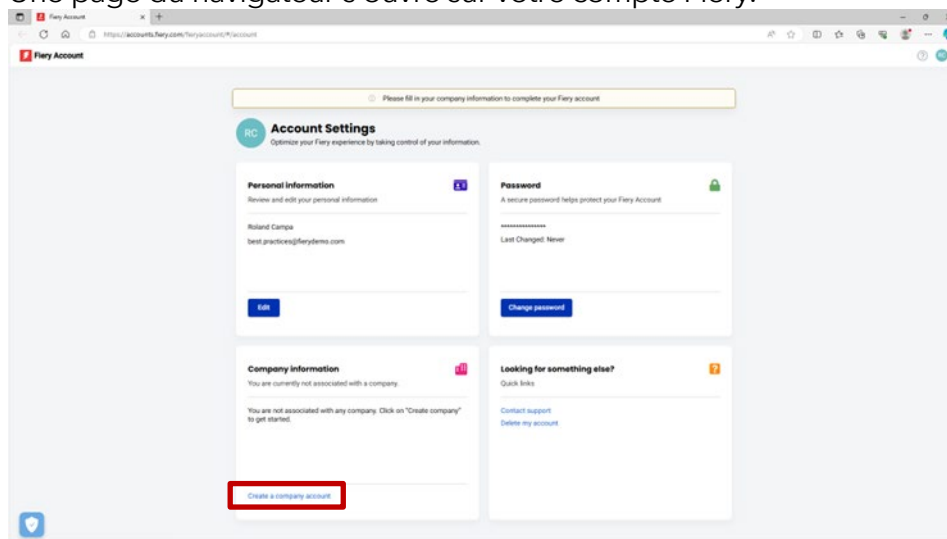 Une page du navigateur s'ouvre sur votre compte Fiery.
Fiery Account
https://accounts.fiery.com/fieryaccount/#/account
Fiery Account
RC
Please fill in your company information to complete your Fiery account
RC
Account Settings
Optimize your Fiery experience by taking control of your information.
Personal information
Review and edit your personal information
Roland Campa
best.practices@fierydemo.com
Edit
Password
A secure password helps protect your Fiery Account
***************
Last Changed: Never
Change password
Company information
You are currently not associated with a company.
You are not associated with any company. Click on "Create company"
to get started.
Create a company account
Looking for something else?
Quick links
Contact support
Delete my account